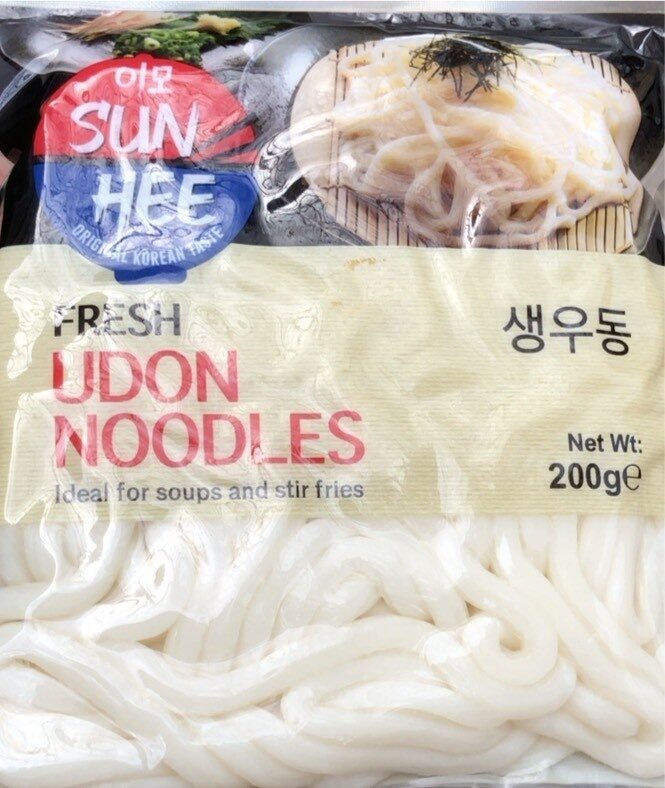 이모
SUN
HEE
ORIGINAL KOREAN TASTE
FRESH
UDON
NOODLES
Ideal for soups and stir fries
생우동
Net Wt:
200g℮